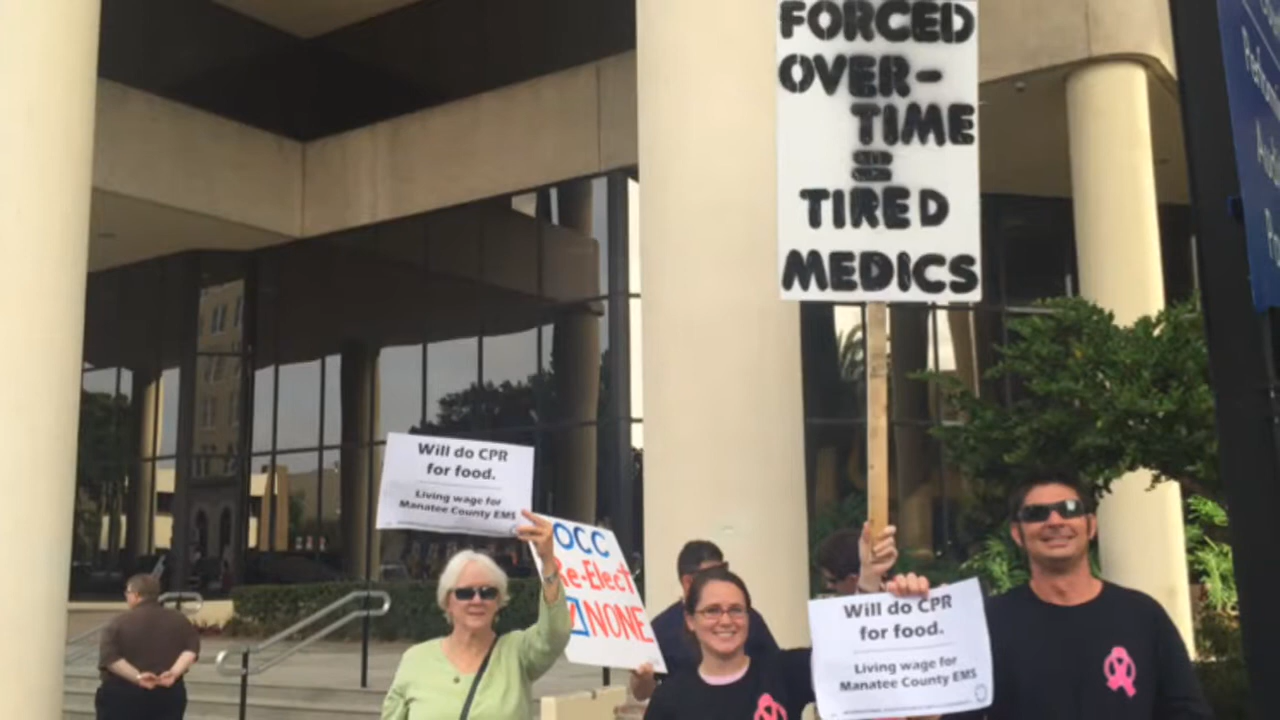 FORCED
OVER-
TIME
=
TIRED
MEDICS
Will do CPR
for food.
Living wage for
Manatee County EMS
OCC
Re-Elect
NONE
Will do CPR
for food.
Living wage for
Manatee County EMS